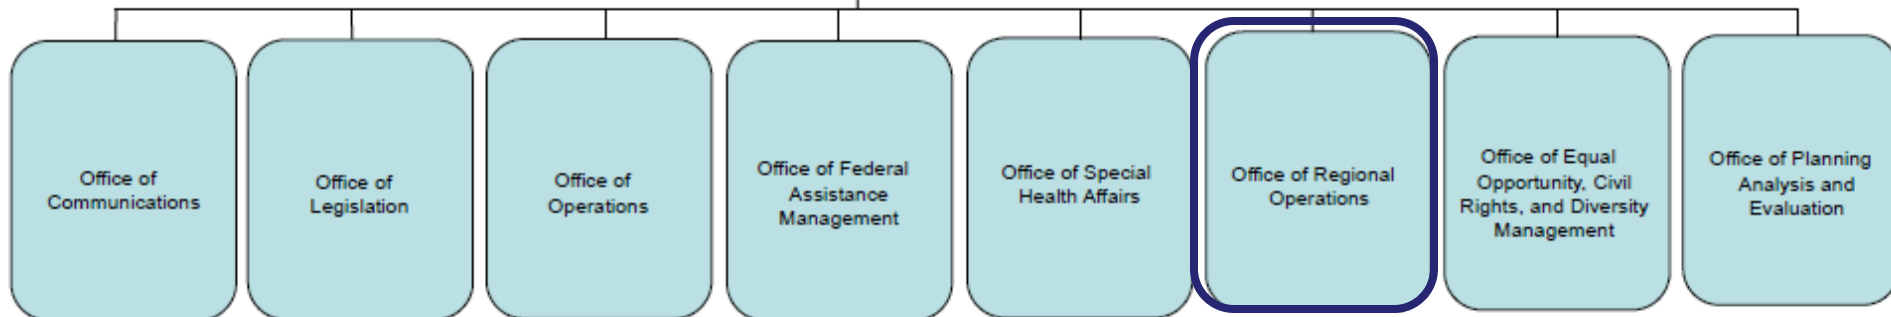 Office of
Communications
Office of
Legislation
Office of
Operations
Office of Federal
Assistance
Management
Office of Special
Health Affairs
Office of Regional
Operations
Office of Equal
Opportunity, Civil
Rights, and Diversity
Management
Office of Planning
Analysis and
Evaluation